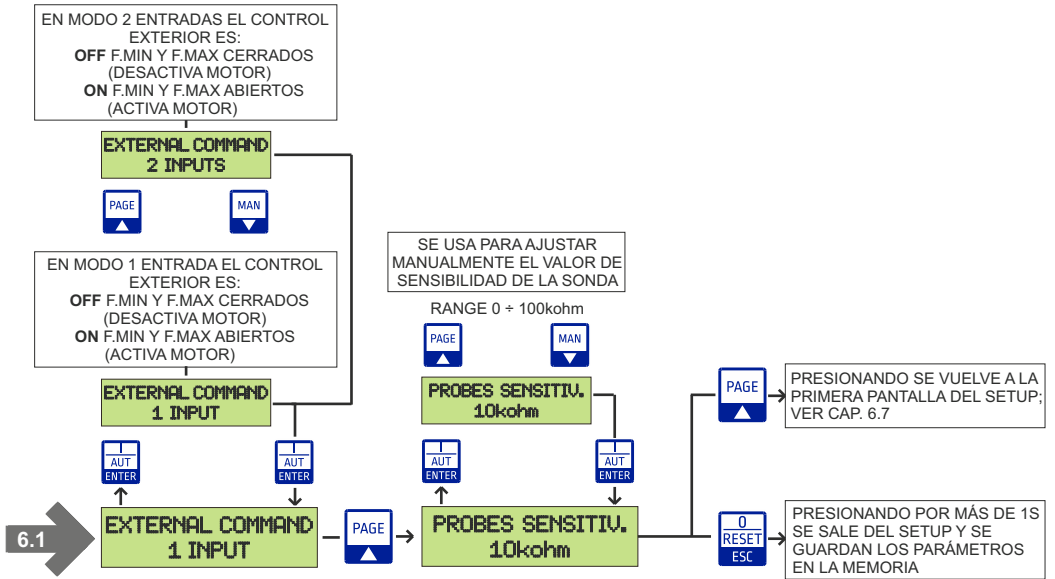 EN MODO 2 ENTRADAS EL CONTROL
EXTERIOR ES:
OFF F.MIN Y F.MAX CERRADOS
(DESACTIVA MOTOR)
ON F.MIN Y F.MAX ABIERTOS
(ACTIVA MOTOR)
EXTERNAL COMMAND
2 INPUTS
PAGE
MAN
EN MODO 1 ENTRADA EL CONTROL
EXTERIOR ES:
OFF F.MIN Y F.MAX CERRADOS
(DESACTIVA MOTOR)
ON F.MIN Y F.MAX ABIERTOS
(ACTIVA MOTOR)
EXTERNAL COMMAND
1 INPUT
I
AUT
ENTER
I
AUT
ENTER
6.1
EXTERNAL COMMAND
1 INPUT
PAGE
SE USA PARA AJUSTAR
MANUALMENTE EL VALOR DE
SENSIBILIDAD DE LA SONDA
RANGE 0 ÷ 100kohm
PAGE
MAN
PROBES SENSITIV.
10kohm
I
AUT
ENTER
I
AUT
ENTER
PROBES SENSITIV.
10kohm
PAGE
PRESIONANDO SE VUELVE A LA
PRIMERA PANTALLA DEL SETUP;
VER CAP. 6.7
0
RESET
ESC
PRESIONANDO POR MÁS DE 1S
SE SALE DEL SETUP Y SE
GUARDAN LOS PARÁMETROS
EN LA MEMORIA